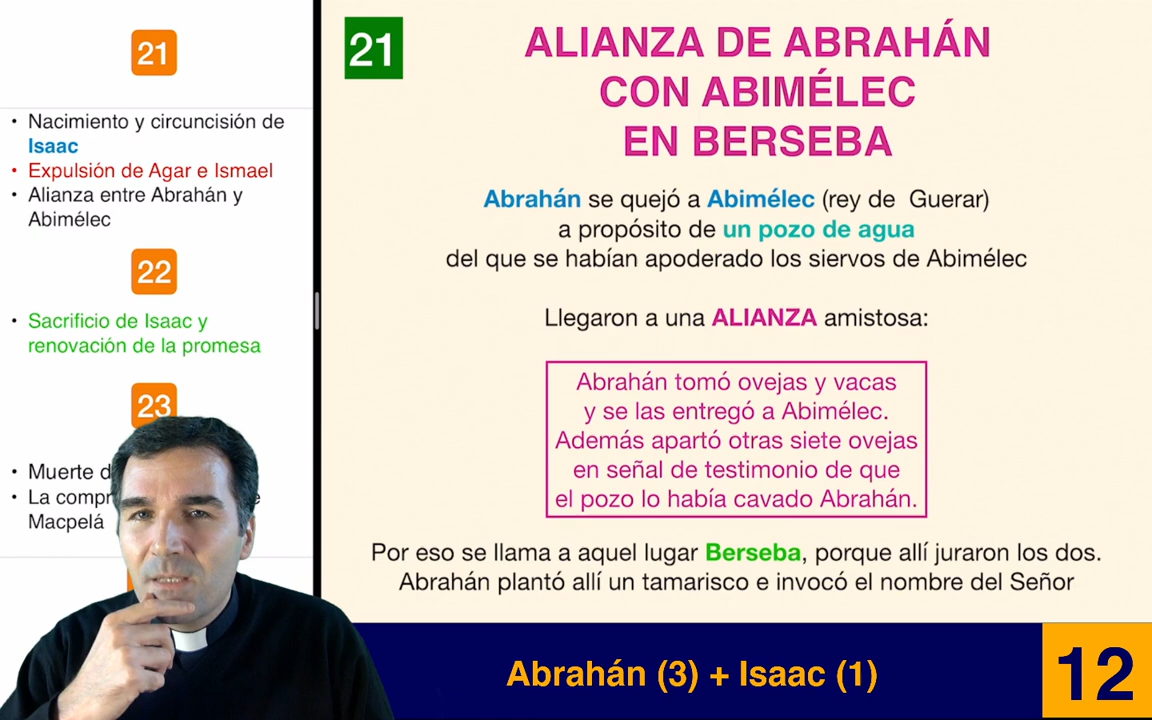 21
• Nacimiento y circuncisión de
Isaac
• Expulsión de Agar e Ismael
• Alianza entre Abrahán y
Abimélec
22
• Sacrificio de Isaac y
renovación de la promesa
23
• Muerte
• La
Macpelá
21
ALIANZA DE ABRAHÁN
CON ABIMÉLEC
EN BERSEBA
Abrahán se quejó a Abimélec (rey de Guerar)
a propósito de un pozo de agua
del que se habían apoderado los siervos de Abimélec
Llegaron a una ALIANZA amistosa:
Abrahán tomó ovejas y vacas
y se las entregó a Abimélec.
Además apartó otras siete ovejas
en señal de testimonio de que
el pozo lo había cavado Abrahán.
Por eso se llama a aquel lugar Berseba, porque allí juraron los dos.
Abrahán plantó allí un tamarisco e invocó el nombre del Señor
Abrahán (3) + Isaac (1)
12